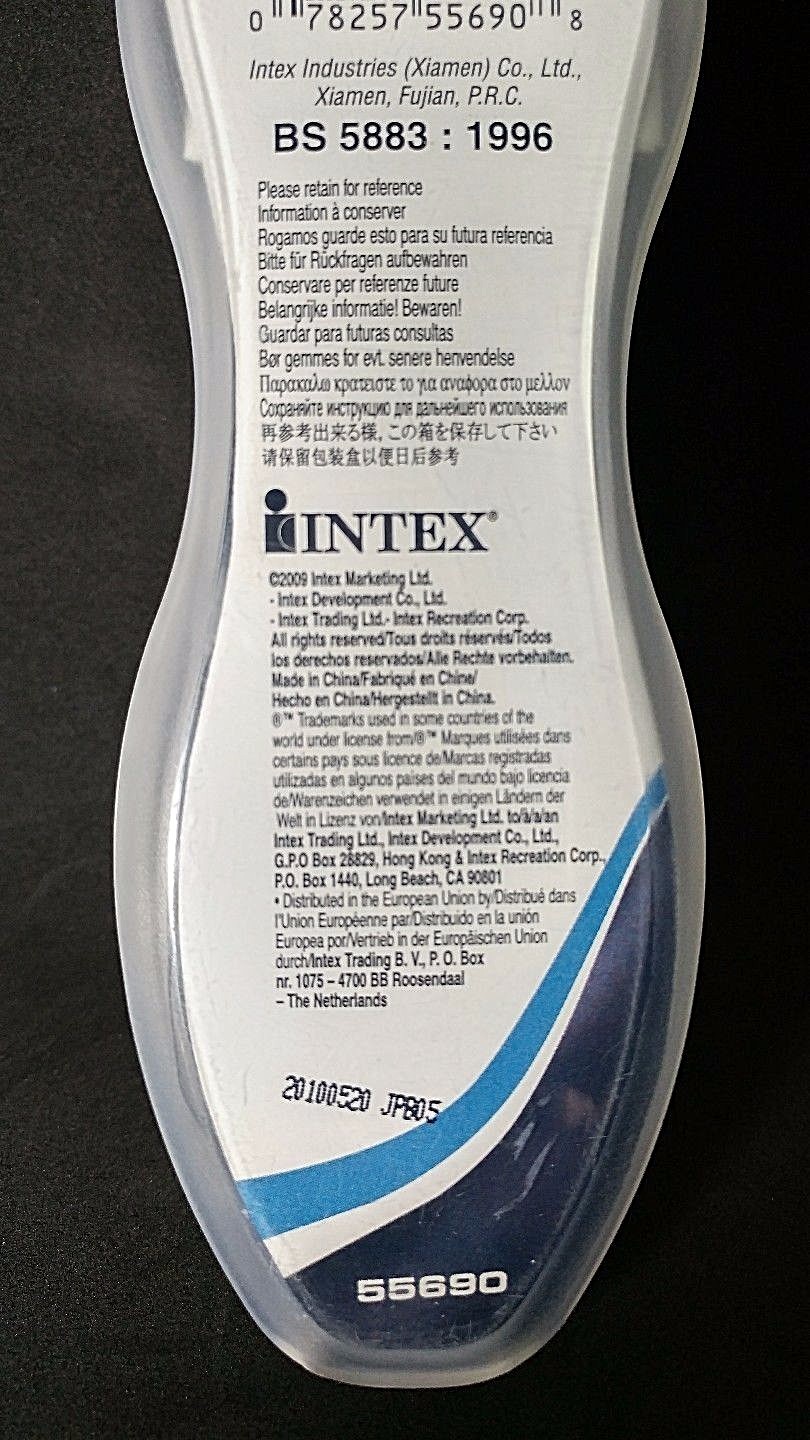 0 78257 55690 8
Intex Industries (Xiamen) Co., Ltd.,
Xiamen, Fujian, P.R.C.
BS 5883 : 1996
Please retain for reference
Information à conserver
Rogamos guarde esto para su futura referencia
Bitte für Rückfragen aufbewahren
Conservare per referenze future
Belangrijke informatie! Bewaren!
Guardar para futuras consultas
Bør gemmes for evt. senere henvendelse
Παρακαλω κρατειστε το για αναφορα στο μελλον
Сохраняйте инструкцию для дальнейшего использования
再参考出来る様，この箱を保存して下さい
请保留包装盒以便日后参考
INTEX®
©2009 Intex Marketing Ltd.
- Intex Development Co., Ltd.
- Intex Trading Ltd.- Intex Recreation Corp.
All rights reserved/Tous droits réservés/Todos
los derechos reservados/Alle Rechte vorbehalten.
Made in China/Fabriqué en Chine/
Hecho en China/Hergestellt in China.
®™ Trademarks used in some countries of the
world under license from/®™ Marques utilisées dans
certains pays sous licence de/Marcas registradas
utilizadas en algunos países del mundo bajo licencia
de/Warenzeichen verwendet in einigen Ländern der
Welt in Lizenz von/Intex Marketing Ltd. to/à/a/an
Intex Trading Ltd., Intex Development Co., Ltd.,
G.P.O Box 28829, Hong Kong & Intex Recreation Corp.,
P.O. Box 1440, Long Beach, CA 90801
• Distributed in the European Union by/Distribué dans
l'Union Européenne par/Distribuido en la unión
Europea por/Vertrieb in der Europäischen Union
durch/Intex Trading B. V., P. O. Box
nr. 1075 – 4700 BB Roosendaal
– The Netherlands
20100520 JP805
55690